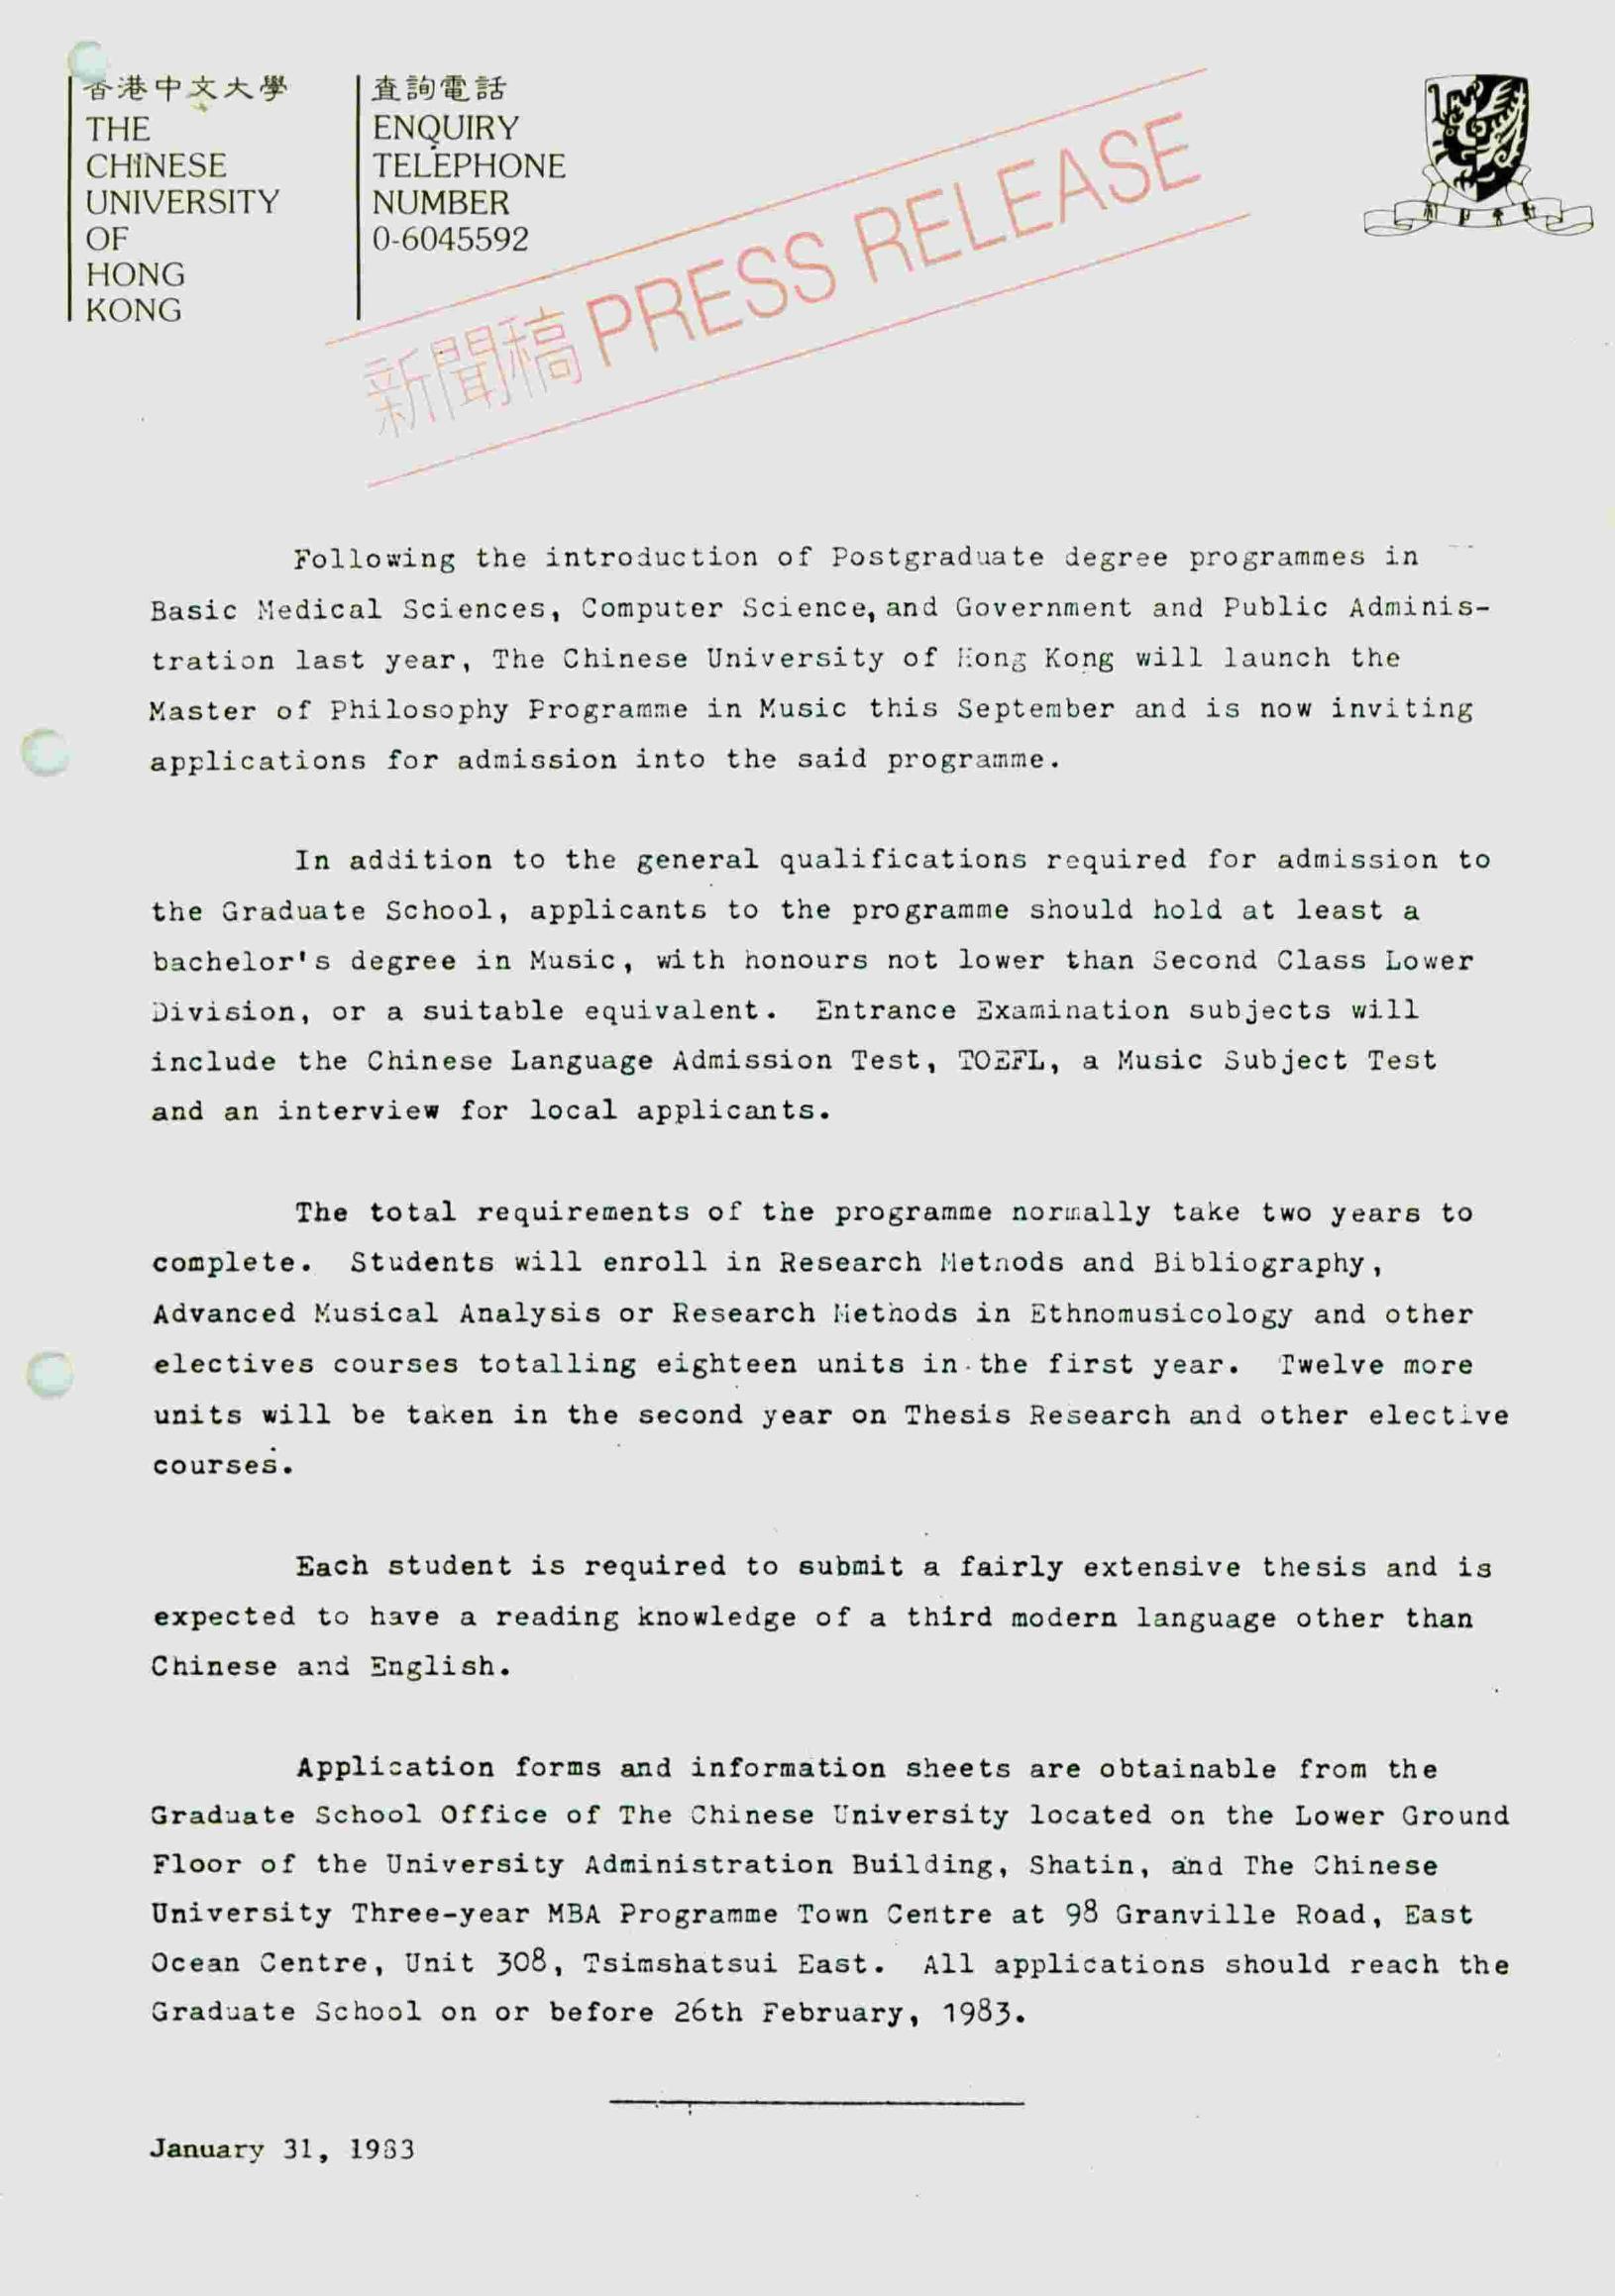 香港中文大學
THE
CHINESE
UNIVERSITY
OF
HONG
KONG
查詢電話
ENQUIRY
TELEPHONE
NUMBER
0-6045592
新聞稿 PRESS RELEASE
Following the introduction of Postgraduate degree programmes in
Basic Medical Sciences, Computer Science, and Government and Public Adminis-
tration last year, The Chinese University of Hong Kong will launch the
Master of Philosophy Programme in Music this September and is now inviting
applications for admission into the said programme.
In addition to the general qualifications required for admission to
the Graduate School, applicants to the programme should hold at least a
bachelor's degree in Music, with honours not lower than Second Class Lower
Division, or a suitable equivalent. Entrance Examination subjects will
include the Chinese Language Admission Test, TOEFL, a Music Subject Test
and an interview for local applicants.
The total requirements of the programme normally take two years to
complete. Students will enroll in Research Methods and Bibliography,
Advanced Musical Analysis or Research Methods in Ethnomusicology and other
electives courses totalling eighteen units in the first year. Twelve more
units will be taken in the second year on Thesis Research and other elective
courses.
Each student is required to submit a fairly extensive thesis and is
expected to have a reading knowledge of a third modern language other than
Chinese and English.
Application forms and information sheets are obtainable from the
Graduate School Office of The Chinese University located on the Lower Ground
Floor of the University Administration Building, Shatin, and The Chinese
University Three-year MBA Programme Town Centre at 98 Granville Road, East
Ocean Centre, Unit 308, Tsimshatsui East. All applications should reach the
Graduate School on or before 26th February, 1983.
January 31, 1983